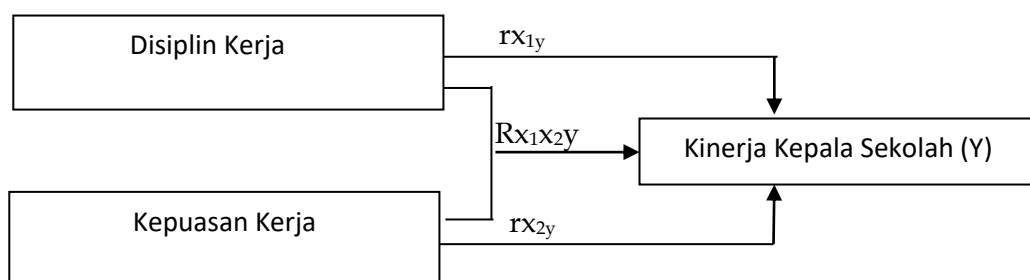 Disiplin Kerja
rx₁y
Rx₁x₂y
Kinerja Kepala Sekolah (Y)
Kepuasan Kerja
rx₂y